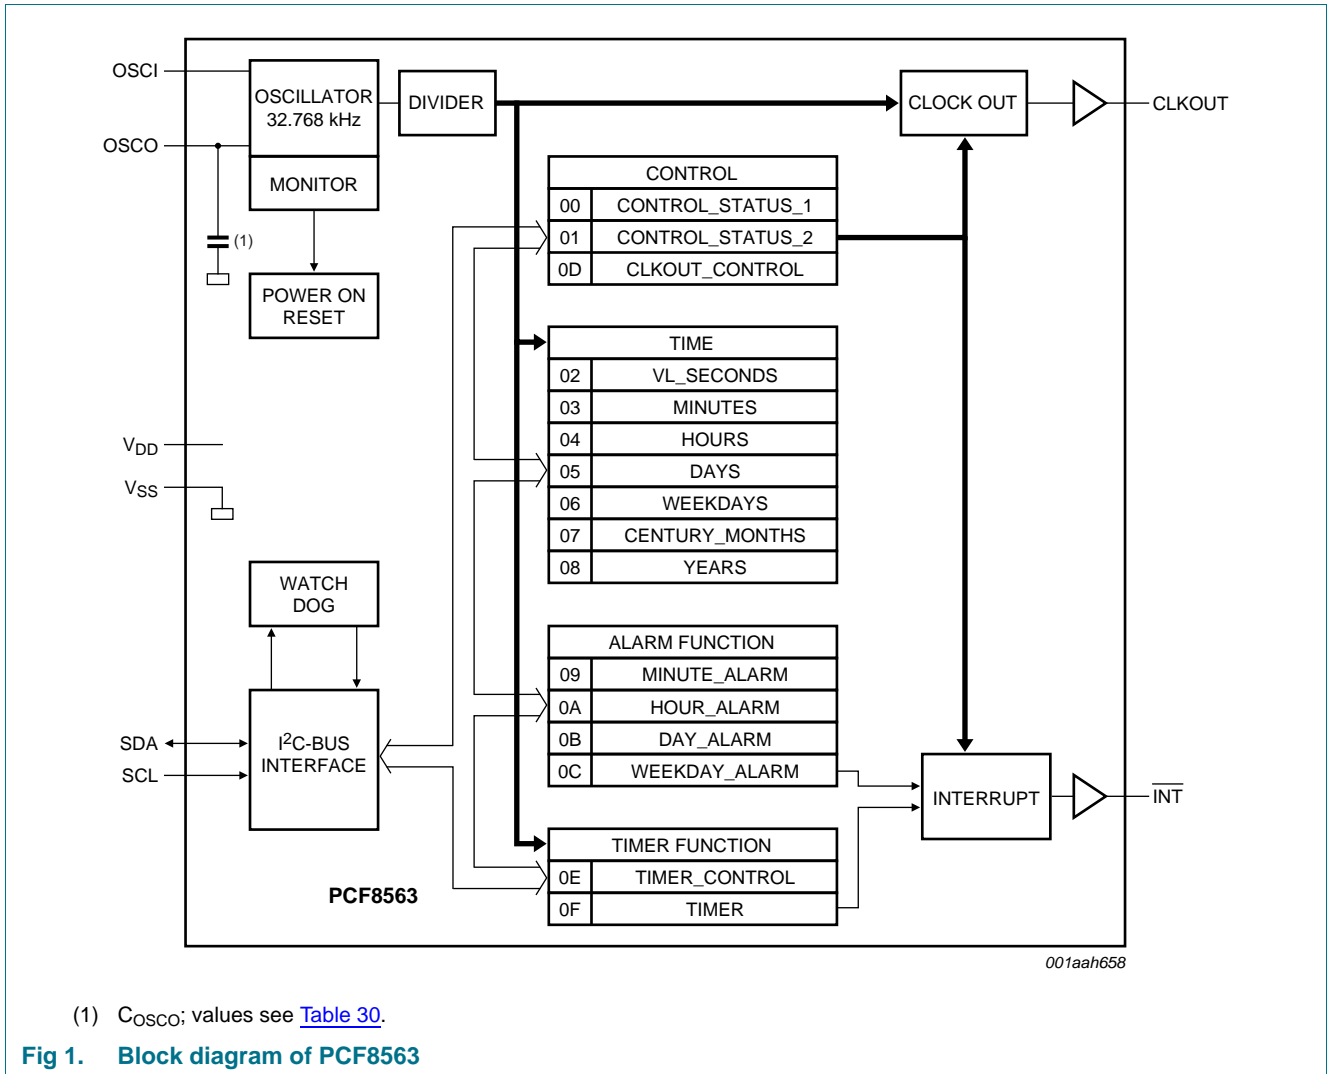 OSCI
OSCO
OSCILLATOR
32.768 kHz
DIVIDER
CLOCK OUT
CLKOUT
MONITOR
(1)
POWER ON
RESET
CONTROL
00 CONTROL_STATUS_1
01 CONTROL_STATUS_2
0D CLKOUT_CONTROL
TIME
02 VL_SECONDS
03 MINUTES
04 HOURS
05 DAYS
06 WEEKDAYS
07 CENTURY_MONTHS
08 YEARS
VDD
VSS
WATCH
DOG
ALARM FUNCTION
09 MINUTE_ALARM
0A HOUR_ALARM
0B DAY_ALARM
0C WEEKDAY_ALARM
SDA
SCL
I2C-BUS
INTERFACE
INTERRUPT
INT
TIMER FUNCTION
0E TIMER_CONTROL
0F TIMER
PCF8563
001aah658
(1) COSCO; values see Table 30.
Fig 1. Block diagram of PCF8563